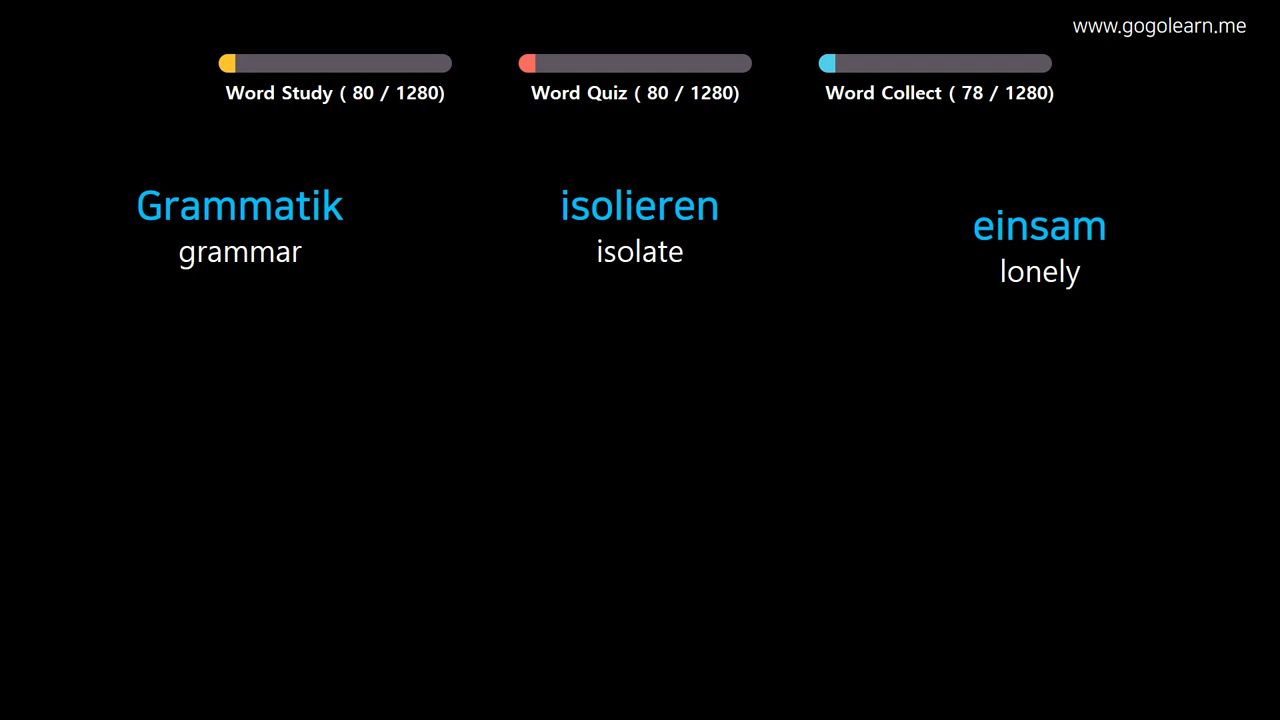 www.gogolearn.me
Word Study ( 80 / 1280)
Word Quiz ( 80 / 1280)
Word Collect ( 78 / 1280)
Grammatik
grammar
isolieren
isolate
einsam
lonely